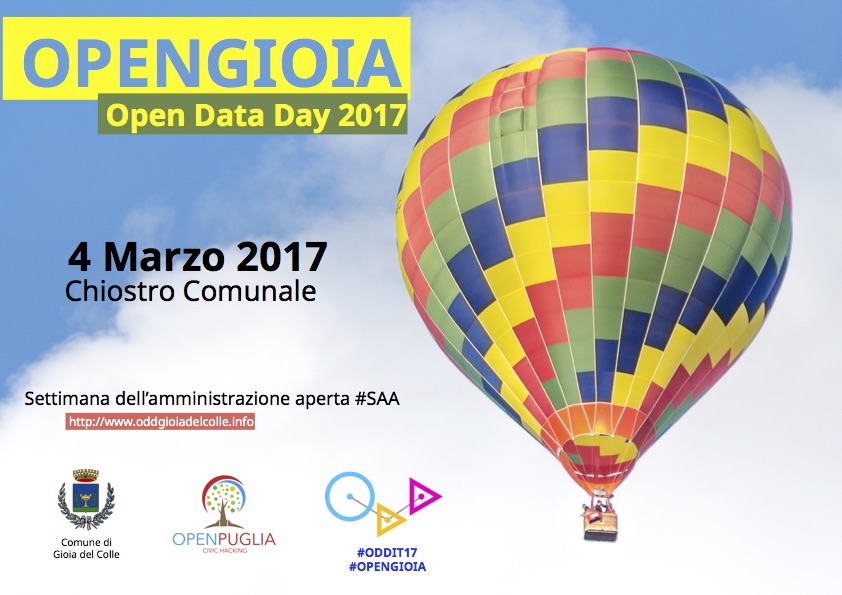 OPENGIOIA
Open Data Day 2017
4 Marzo 2017
Chiostro Comunale
Settimana dell'amministrazione aperta #SAA
http://www.oddgioiadelcolle.info
Comune di
Gioia del Colle
OPENPUGLIA
CIVIC HACKING
#ODDIT17
#OPENGIOIA